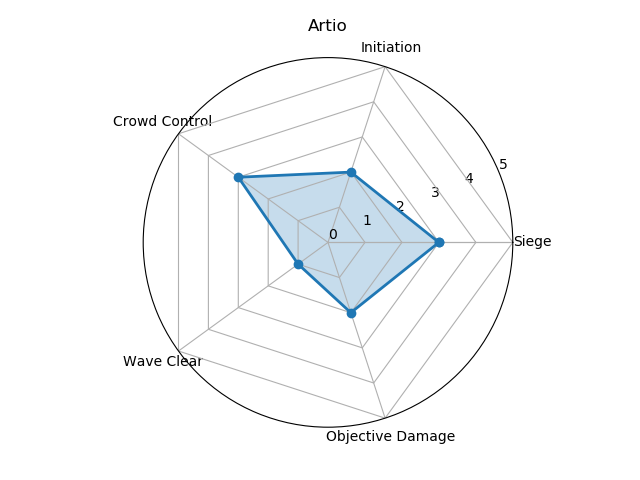 Artio
Initiation
Crowd Control
5
4
3
2
1
0
Siege
Wave Clear
Objective Damage